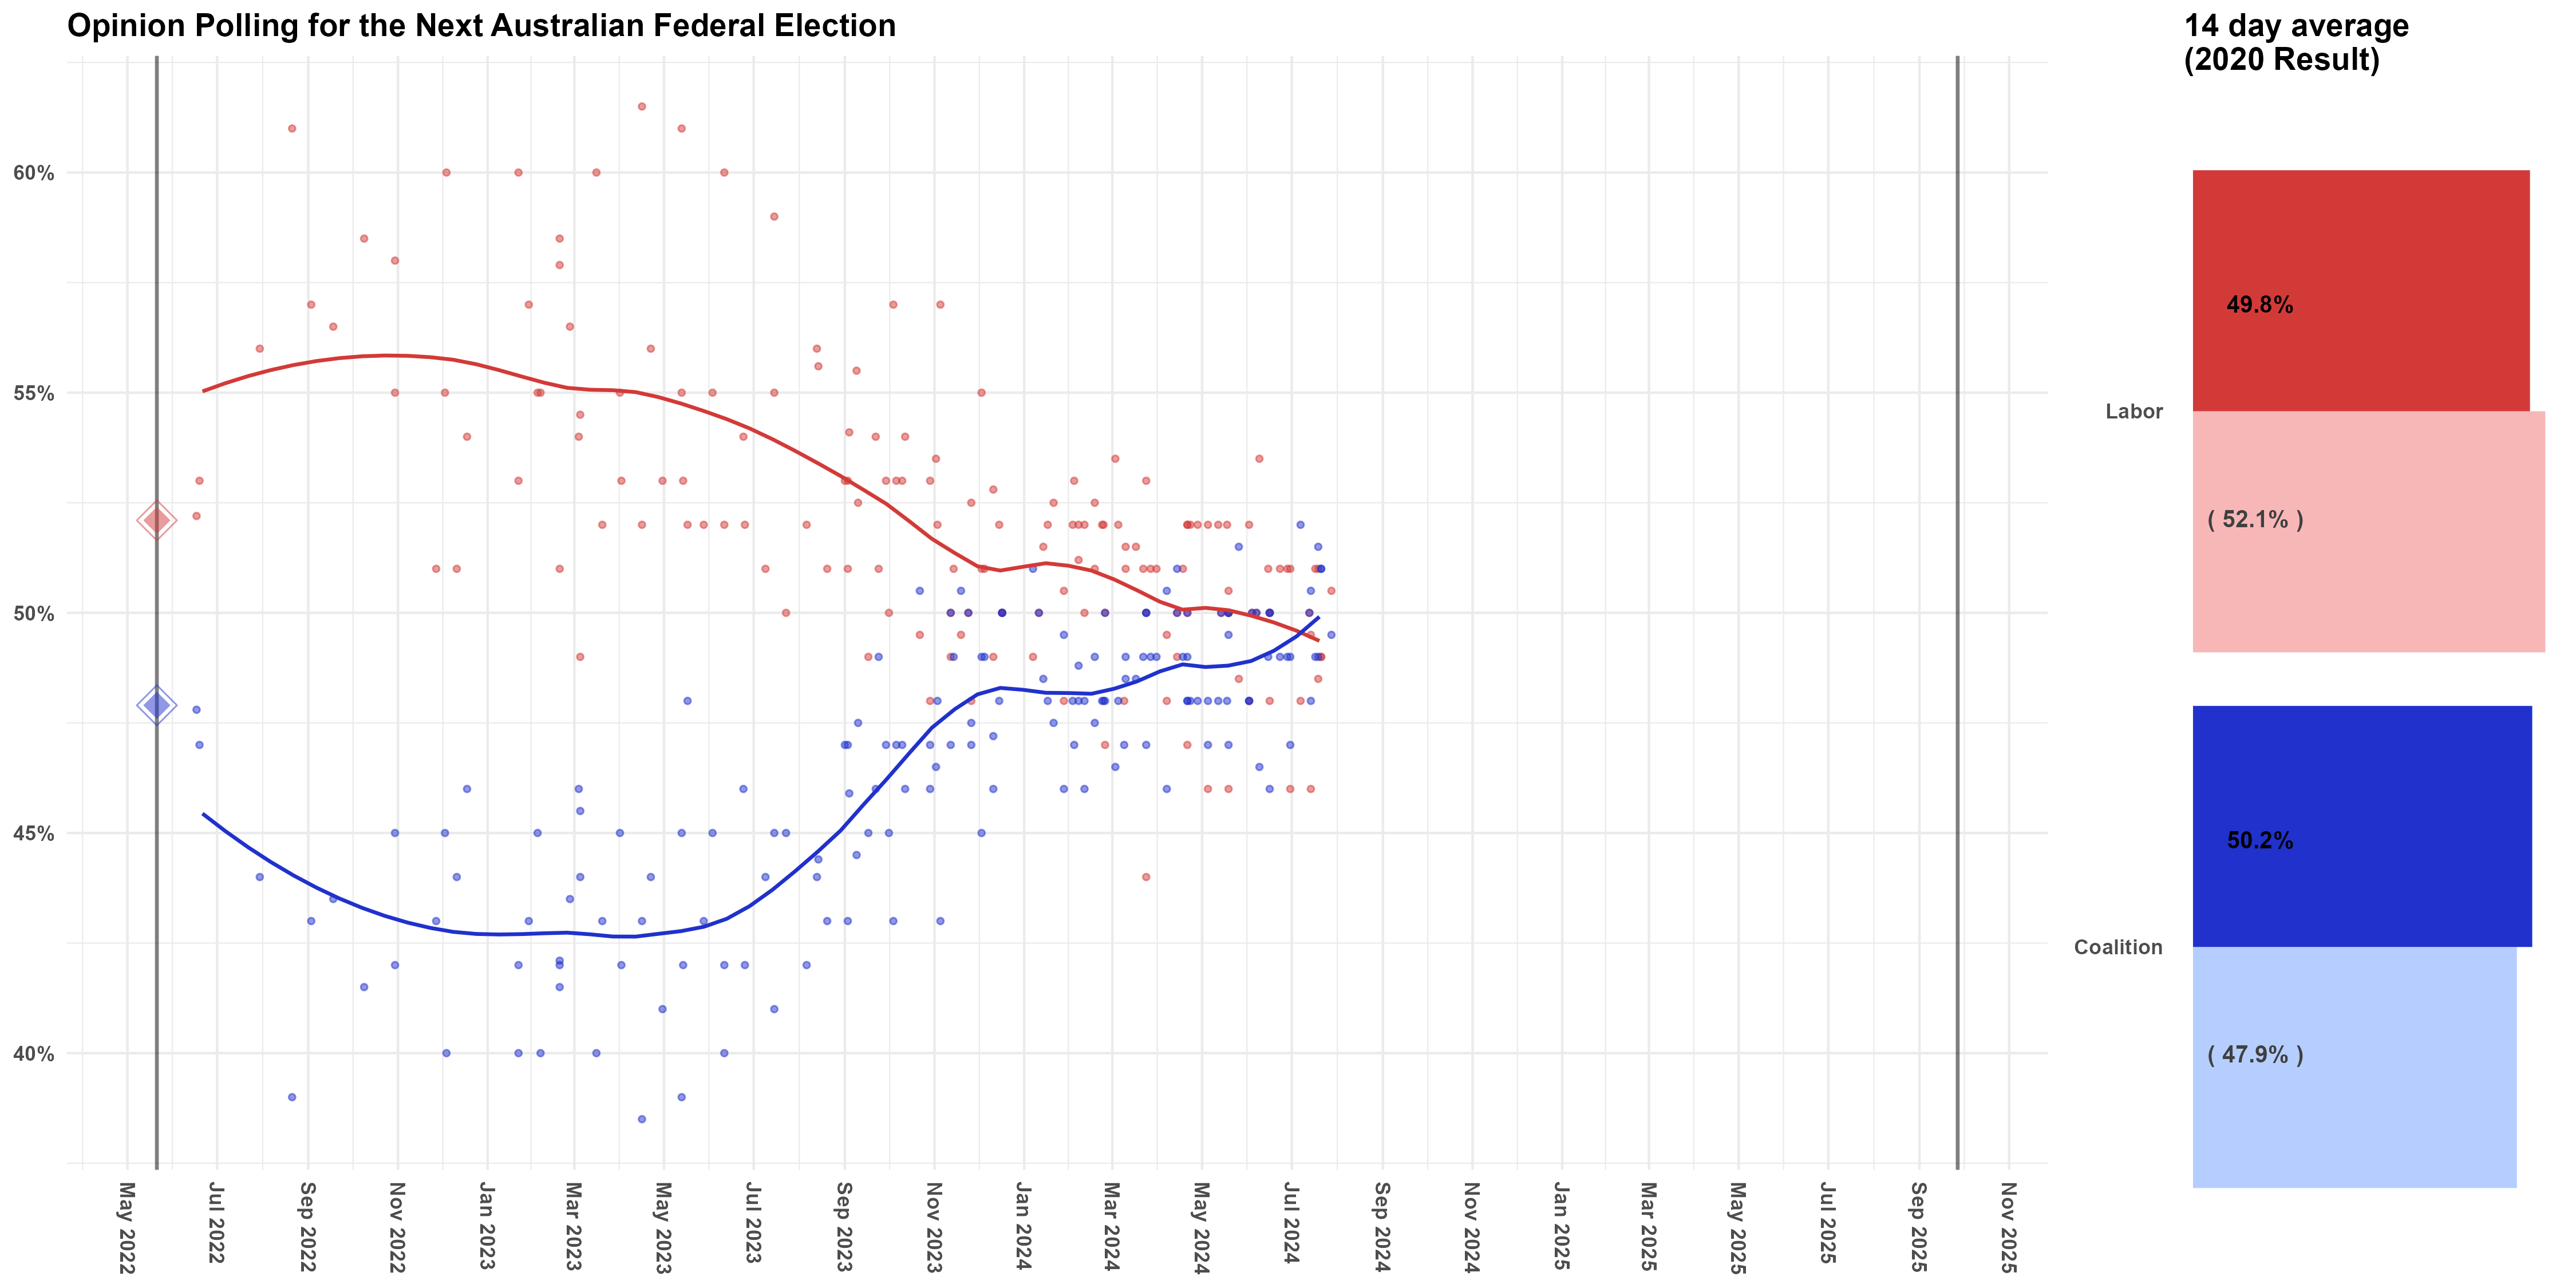 Opinion Polling for the Next Australian Federal Election
14 day average
(2020 Result)
60%
55%
50%
45%
40%
May 2022
Jul 2022
Sep 2022
Nov 2022
Jan 2023
Mar 2023
May 2023
Jul 2023
Sep 2023
Nov 2023
Jan 2024
Mar 2024
May 2024
Jul 2024
Sep 2024
Nov 2024
Jan 2025
Mar 2025
May 2025
Jul 2025
Sep 2025
Nov 2025
Labor
49.8%
( 52.1% )
Coalition
50.2%
( 47.9% )